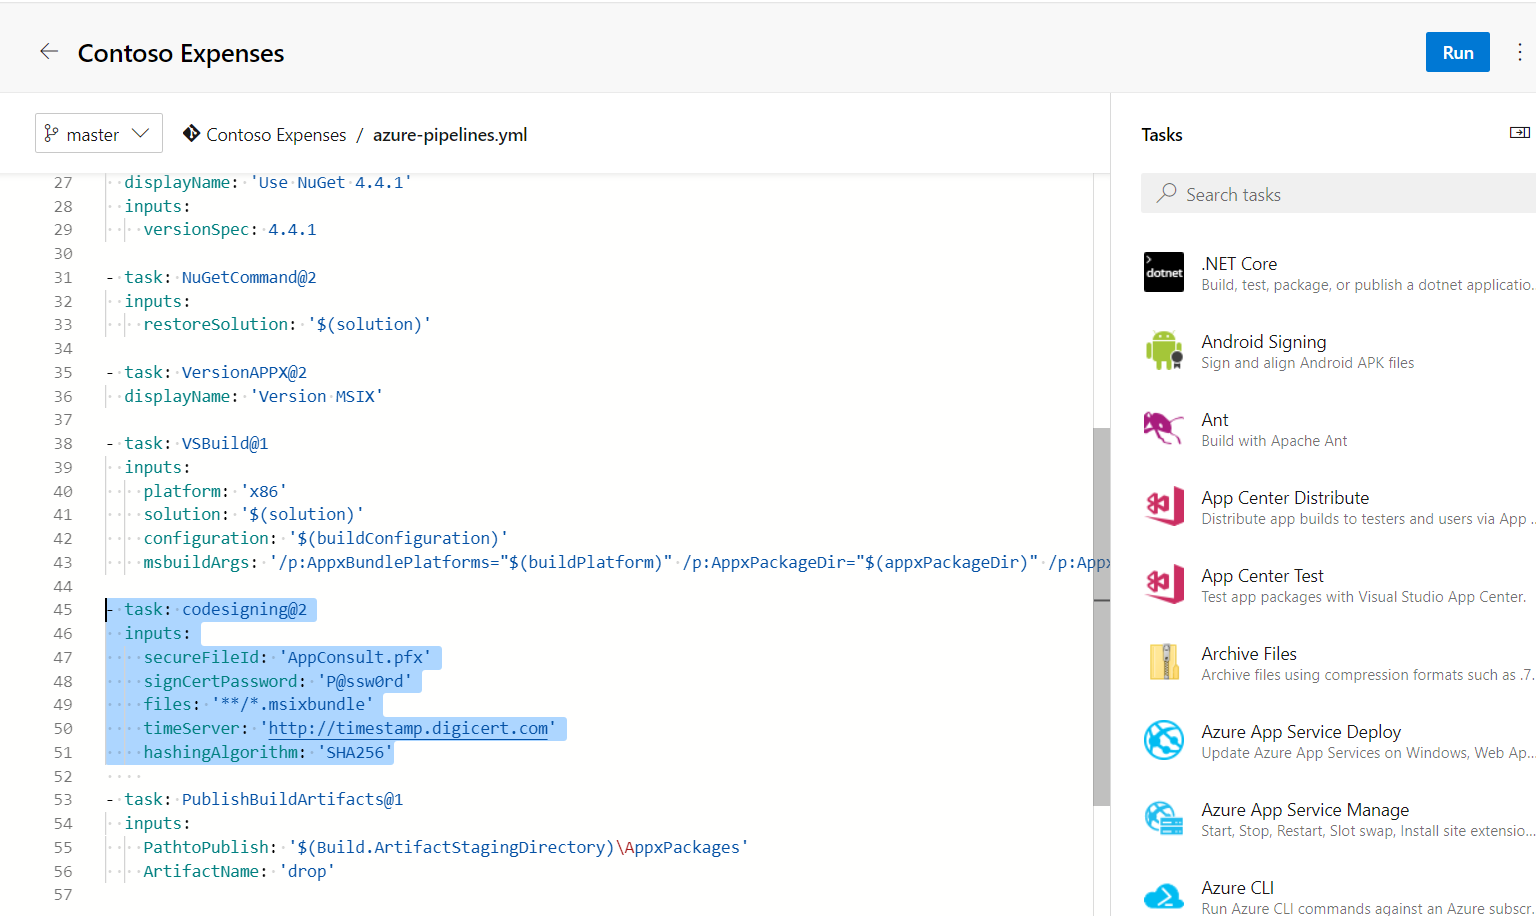 Contoso Expenses
Run
master
Contoso Expenses / azure-pipelines.yml
27 displayName: 'Use NuGet 4.4.1'
28 inputs:
29 versionSpec: 4.4.1
30
31 - task: NuGetCommand@2
32 inputs:
33 restoreSolution: '$(solution)'
34
35 - task: VersionAPPX@2
36 displayName: 'Version MSIX'
37
38 - task: VSBuild@1
39 inputs:
40 platform: 'x86'
41 solution: '$(solution)'
42 configuration: '$(buildConfiguration)'
43 msbuildArgs: '/p:AppxBundlePlatforms="$(buildPlatform)" /p:AppxPackageDir="$(appxPackageDir)" /p:Appx
44
45 - task: codesigning@2
46 inputs:
47 secureFileId: 'AppConsult.pfx'
48 signCertPassword: 'P@ssw0rd'
49 files: '**/*.msixbundle'
50 timeServer: 'http://timestamp.digicert.com'
51 hashingAlgorithm: 'SHA256'
52
53 - task: PublishBuildArtifacts@1
54 inputs:
55 PathtoPublish: '$(Build.ArtifactStagingDirectory)\AppxPackages'
56 ArtifactName: 'drop'
57
Tasks
Search tasks
dotnet
.NET Core
Build, test, package, or publish a dotnet applicatio...
Android Signing
Sign and align Android APK files
Ant
Build with Apache Ant
App Center Distribute
Distribute app builds to testers and users via App ...
App Center Test
Test app packages with Visual Studio App Center.
Archive Files
Archive files using compression formats such as .7...
Azure App Service Deploy
Update Azure App Services on Windows, Web Ap...
Azure App Service Manage
Start, Stop, Restart, Slot swap, Install site extensio...
Azure CLI
Run Azure CLI commands against an Azure subscr...